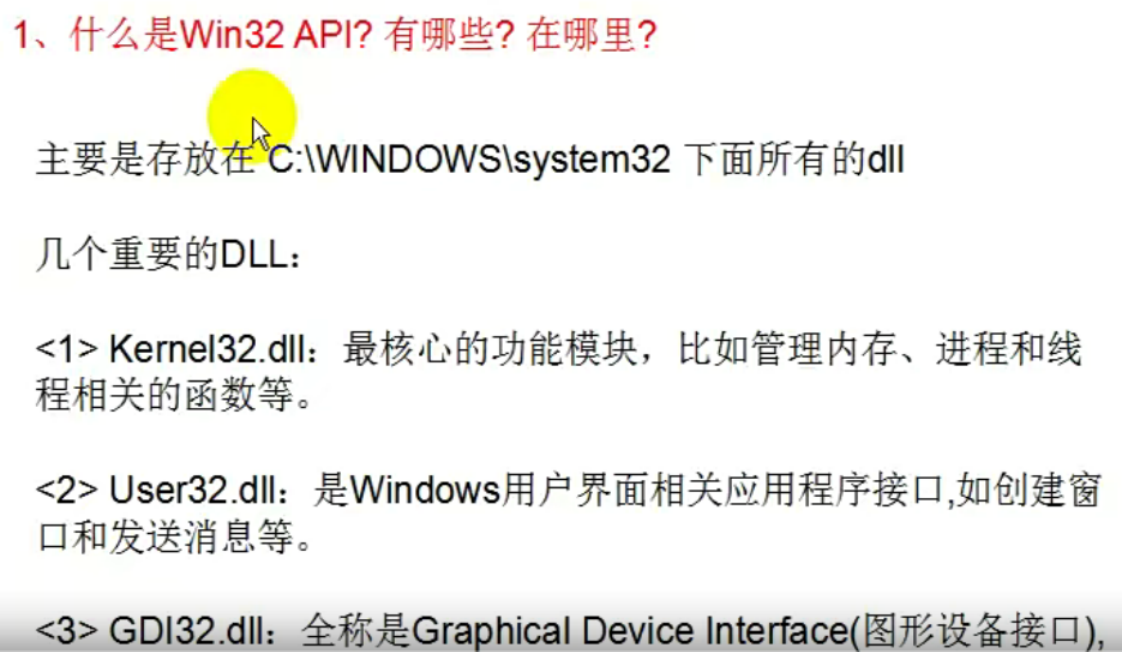 1、什么是Win32 API? 有哪些? 在哪里?
主要是存放在 C:\WINDOWS\system32 下面所有的dll
几个重要的DLL：
<1> Kernel32.dll：最核心的功能模块，比如管理内存、进程和线
程相关的函数等。
<2> User32.dll：是Windows用户界面相关应用程序接口,如创建窗
口和发送消息等。
<3> GDI32.dll：全称是Graphical Device Interface(图形设备接口),